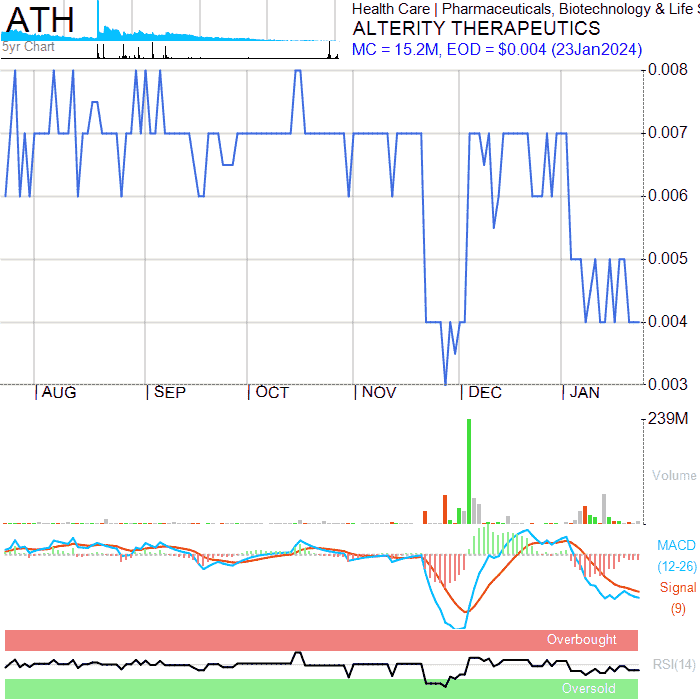 ATH
5yr Chart
Health Care | Pharmaceuticals, Biotechnology & Life S
ALTERITY THERAPEUTICS
MC = 15.2M, EOD = $0.004 (23Jan2024)
0.008
0.007
0.006
0.005
0.004
0.003
AUG SEP OCT NOV DEC JAN
239M
Volume
MACD
(12-26)
Signal
(9)
Overbought
RSI(14)
Oversold